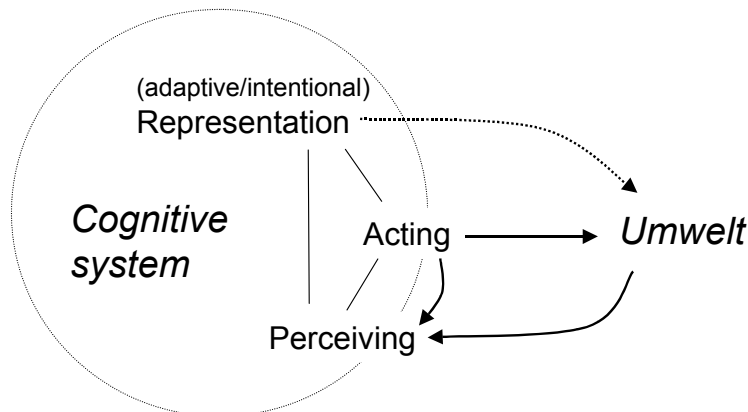 (adaptive/intentional)
Representation
Cognitive
system
Acting
Umwelt
Perceiving